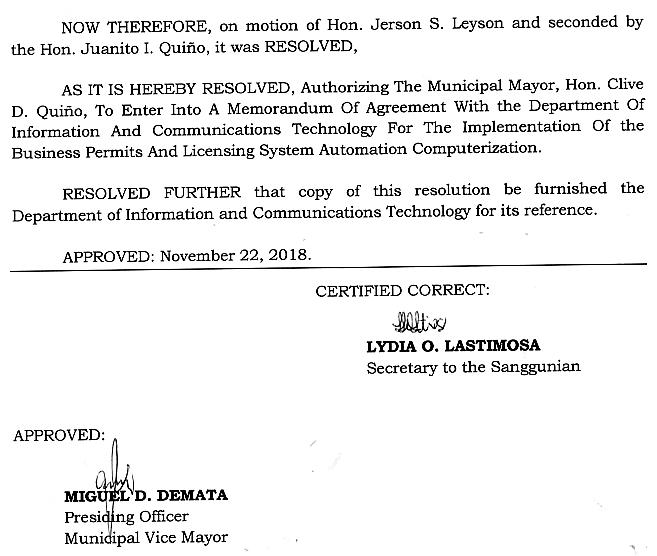 NOW THEREFORE, on motion of Hon. Jerson S. Leyson and seconded by
the Hon. Juanito I. Quiño, it was RESOLVED,
AS IT IS HEREBY RESOLVED, Authorizing The Municipal Mayor, Hon. Clive
D. Quiño, To Enter Into A Memorandum Of Agreement With the Department Of
Information And Communications Technology For The Implementation Of the
Business Permits And Licensing System Automation Computerization.
RESOLVED FURTHER that copy of this resolution be furnished the
Department of Information and Communications Technology for its reference.
APPROVED: November 22, 2018.
CERTIFIED CORRECT:
LYDIA O. LASTIMOSA
Secretary to the Sanggunian
APPROVED:
MIGUEL D. DEMATA
Presiding Officer
Municipal Vice Mayor